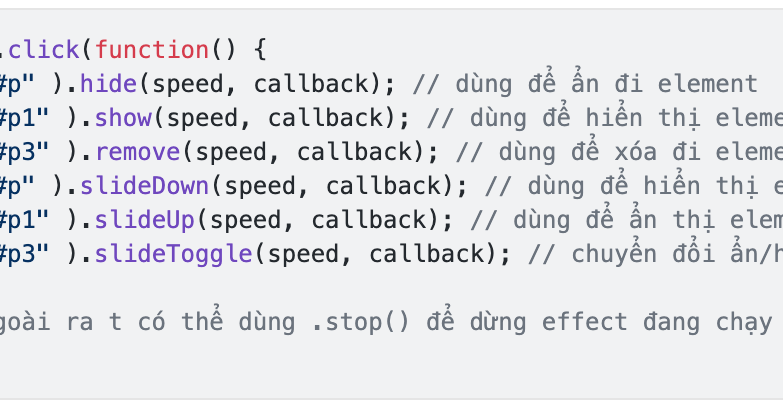 .click(function() {
#p" ).hide(speed, callback); // dùng để ẩn đi element
#p1" ).show(speed, callback); // dùng để hiển thị eleme
#p3" ).remove(speed, callback); // dùng để xóa đi eleme
#p" ).slideDown(speed, callback); // dùng để hiển thị e
#p1" ).slideUp(speed, callback); // dùng để ẩn thị elem
#p3" ).slideToggle(speed, callback); // chuyển đổi ẩn/h
goài ra t có thể dùng .stop() để dừng effect đang chạy